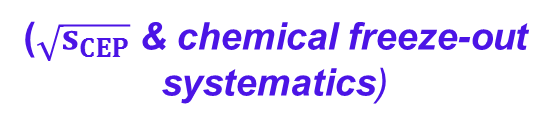 (√s_CEP & chemical freeze-out
systematics)